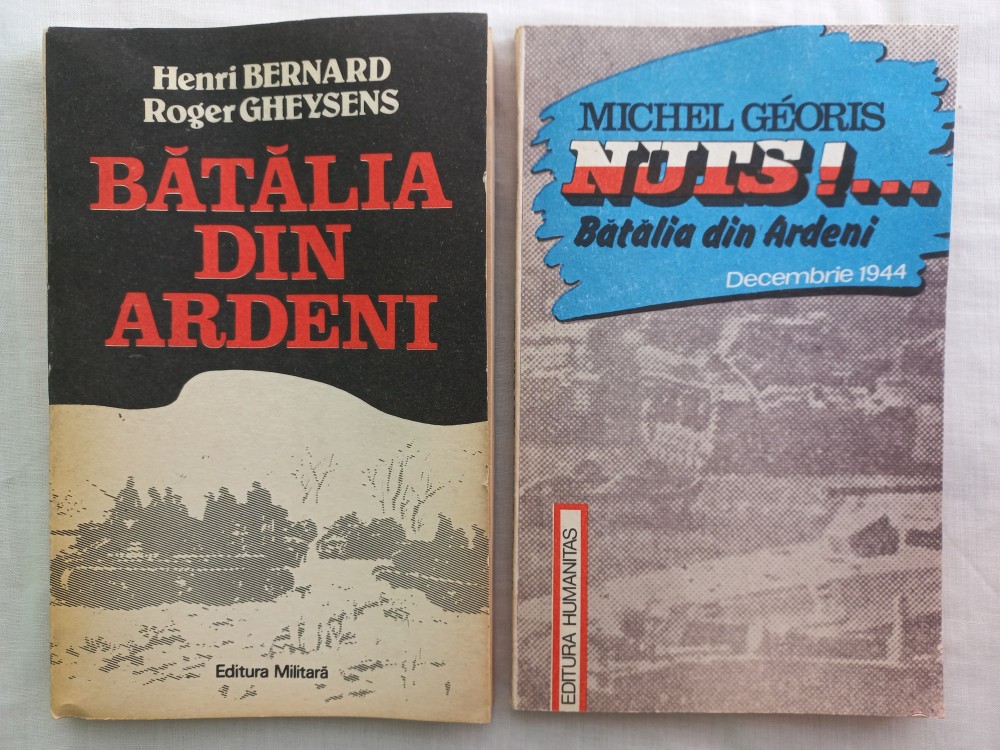 Henri BERNARD
Roger GHEYSENS
BĂTĂLIA
DIN
ARDENI
Editura Militară
MICHEL GÉORIS
NUTS!...
Bătălia din Ardeni
Decembrie 1944
EDITURA HUMANITAS